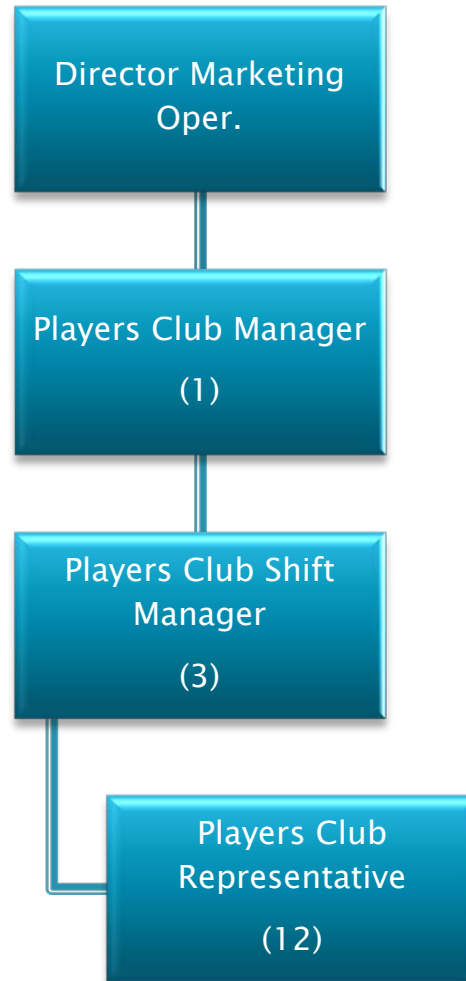 Director Marketing
Oper.
Players Club Manager
(1)
Players Club Shift
Manager
(3)
Players Club
Representative
(12)